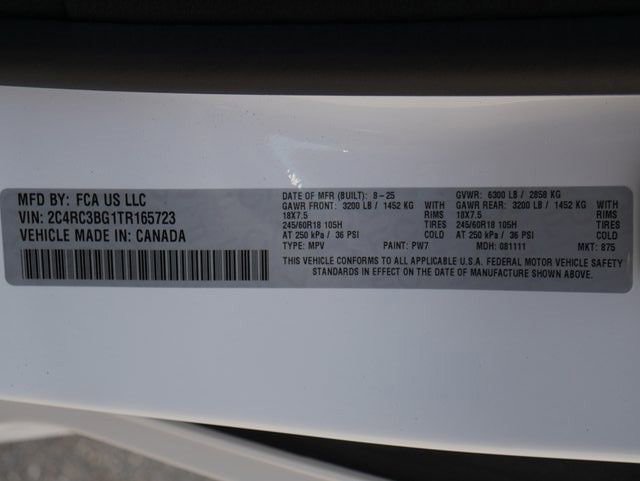 MFD BY: FCA US LLC
VIN: 2C4RC3BG1TR165723
VEHICLE MADE IN: CANADA
DATE OF MFR (BUILT): 8-25 GVWR: 6300 LB / 2858 KG
GAWR FRONT: 3200 LB / 1452 KG WITH GAWR REAR: 3200 LB / 1452 KG WITH
18X7.5 RIMS 18X7.5 RIMS
245/60R18 105H TIRES 245/60R18 105H TIRES
AT 250 kPa / 36 PSI COLD AT 250 kPa / 36 PSI COLD
TYPE: MPV PAINT: PW7 MDH: 081111 MKT: 875
THIS VEHICLE CONFORMS TO ALL APPLICABLE U.S.A. FEDERAL MOTOR VEHICLE SAFETY
STANDARDS IN EFFECT ON THE DATE OF MANUFACTURE SHOWN ABOVE.